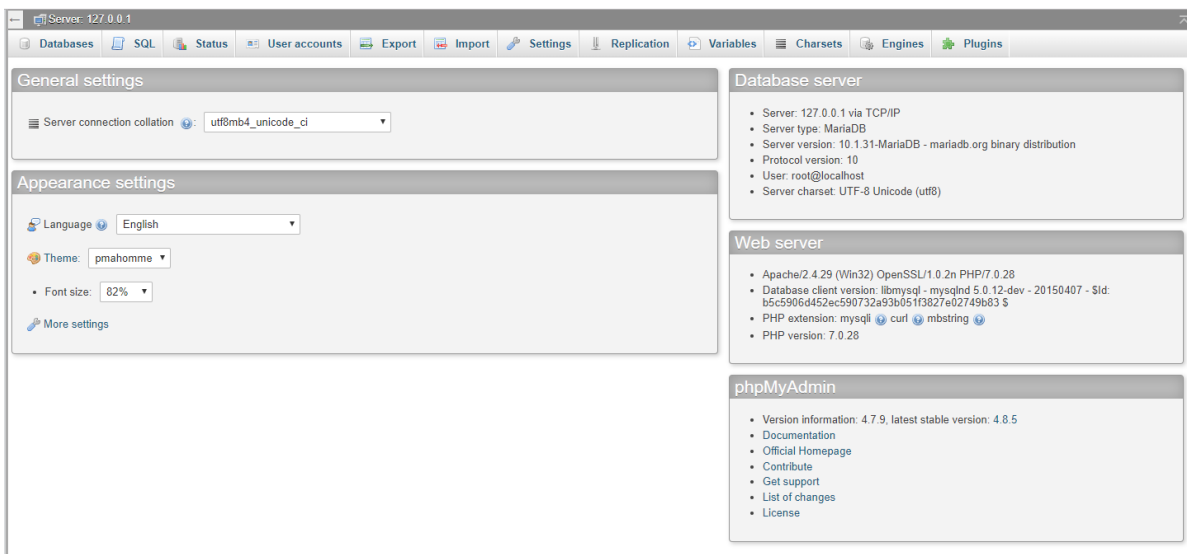 Server: 127.0.0.1
Databases SQL Status User accounts Export Import Settings Replication Variables Charsets Engines Plugins
General settings
Server connection collation : utf8mb4_unicode_ci
Appearance settings
Language English
Theme: pmahomme
Font size: 82%
More settings
Database server
Server: 127.0.0.1 via TCP/IP
Server type: MariaDB
Server version: 10.1.31-MariaDB - mariadb.org binary distribution
Protocol version: 10
User: root@localhost
Server charset: UTF-8 Unicode (utf8)
Web server
Apache/2.4.29 (Win32) OpenSSL/1.0.2n PHP/7.0.28
Database client version: libmysql - mysqlnd 5.0.12-dev - 20150407 - $Id:
b5c5906d452ec590732a93b051f3827e02749b83 $
PHP extension: mysqli curl mbstring
PHP version: 7.0.28
phpMyAdmin
Version information: 4.7.9, latest stable version: 4.8.5
Documentation
Official Homepage
Contribute
Get support
List of changes
License